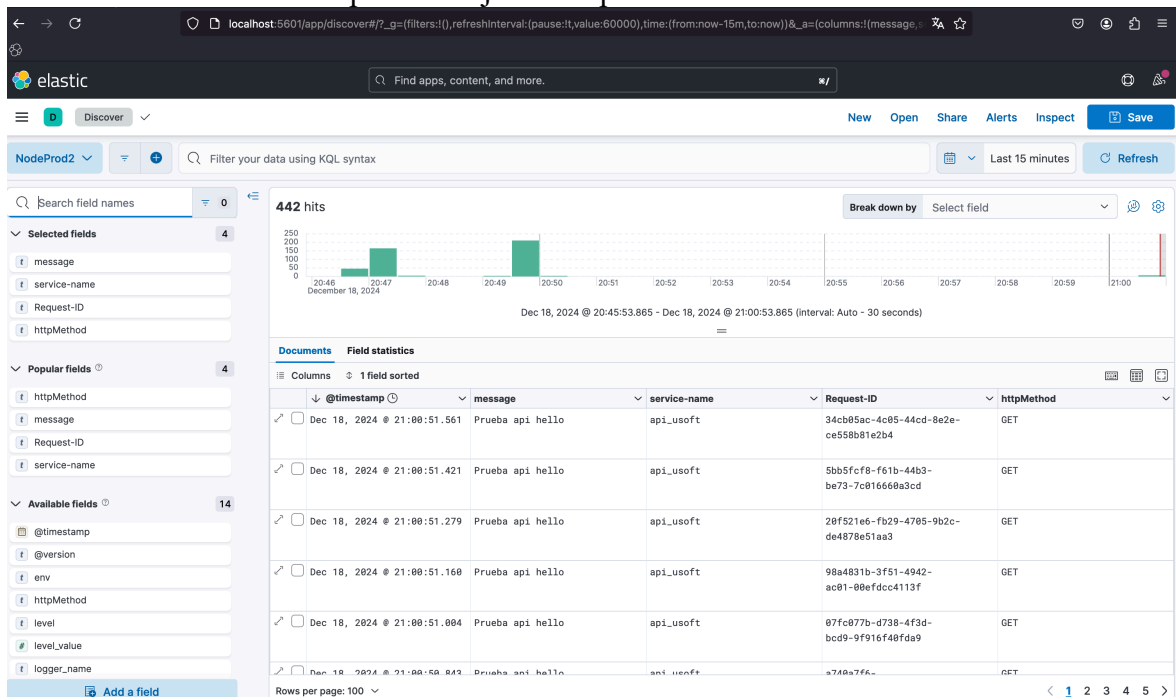 localhost:5601/app/discover#/?_g=(filters:!(),refreshInterval:(pause:!t,value:60000),time:(from:now-15m,to:now))&_a=(columns:!(message,s
elastic
Find apps, content, and more.
⌘/
D
Discover
New
Open
Share
Alerts
Inspect
Save
NodeProd2
Filter your data using KQL syntax
Last 15 minutes
Refresh
Search field names
0
Selected fields
4
message
service-name
Request-ID
httpMethod
Popular fields
4
httpMethod
message
Request-ID
service-name
Available fields
14
@timestamp
@version
env
httpMethod
level
level_value
logger_name
Add a field
442 hits
Break down by
Select field
250
200
150
100
50
0
20:46 20:47 20:48 20:49 20:50 20:51 20:52 20:53 20:54 20:55 20:56 20:57 20:58 20:59 21:00
December 18, 2024
Dec 18, 2024 @ 20:45:53.865 - Dec 18, 2024 @ 21:00:53.865 (interval: Auto - 30 seconds)
Documents Field statistics
Columns 1 field sorted
@timestamp message service-name Request-ID httpMethod
Dec 18, 2024 @ 21:00:51.561 Prueba api hello api_usoft 34cb05ac-4c05-44cd-8e2e- GET
ce558b81e2b4
Dec 18, 2024 @ 21:00:51.421 Prueba api hello api_usoft 5bb5fcf8-f61b-44b3- GET
be73-7c016660a3cd
Dec 18, 2024 @ 21:00:51.279 Prueba api hello api_usoft 20f521e6-fb29-4705-9b2c- GET
de4878e51aa3
Dec 18, 2024 @ 21:00:51.160 Prueba api hello api_usoft 98a4831b-3f51-4942- GET
ac01-00efdcc4113f
Dec 18, 2024 @ 21:00:51.004 Prueba api hello api_usoft 07fc077b-d738-4f3d- GET
bcd9-9f916f40fda9
Dec 18, 2024 @ 21:00:50.843 Prueba api hello api_usoft a740a7f6- GET
Rows per page: 100
1 2 3 4 5